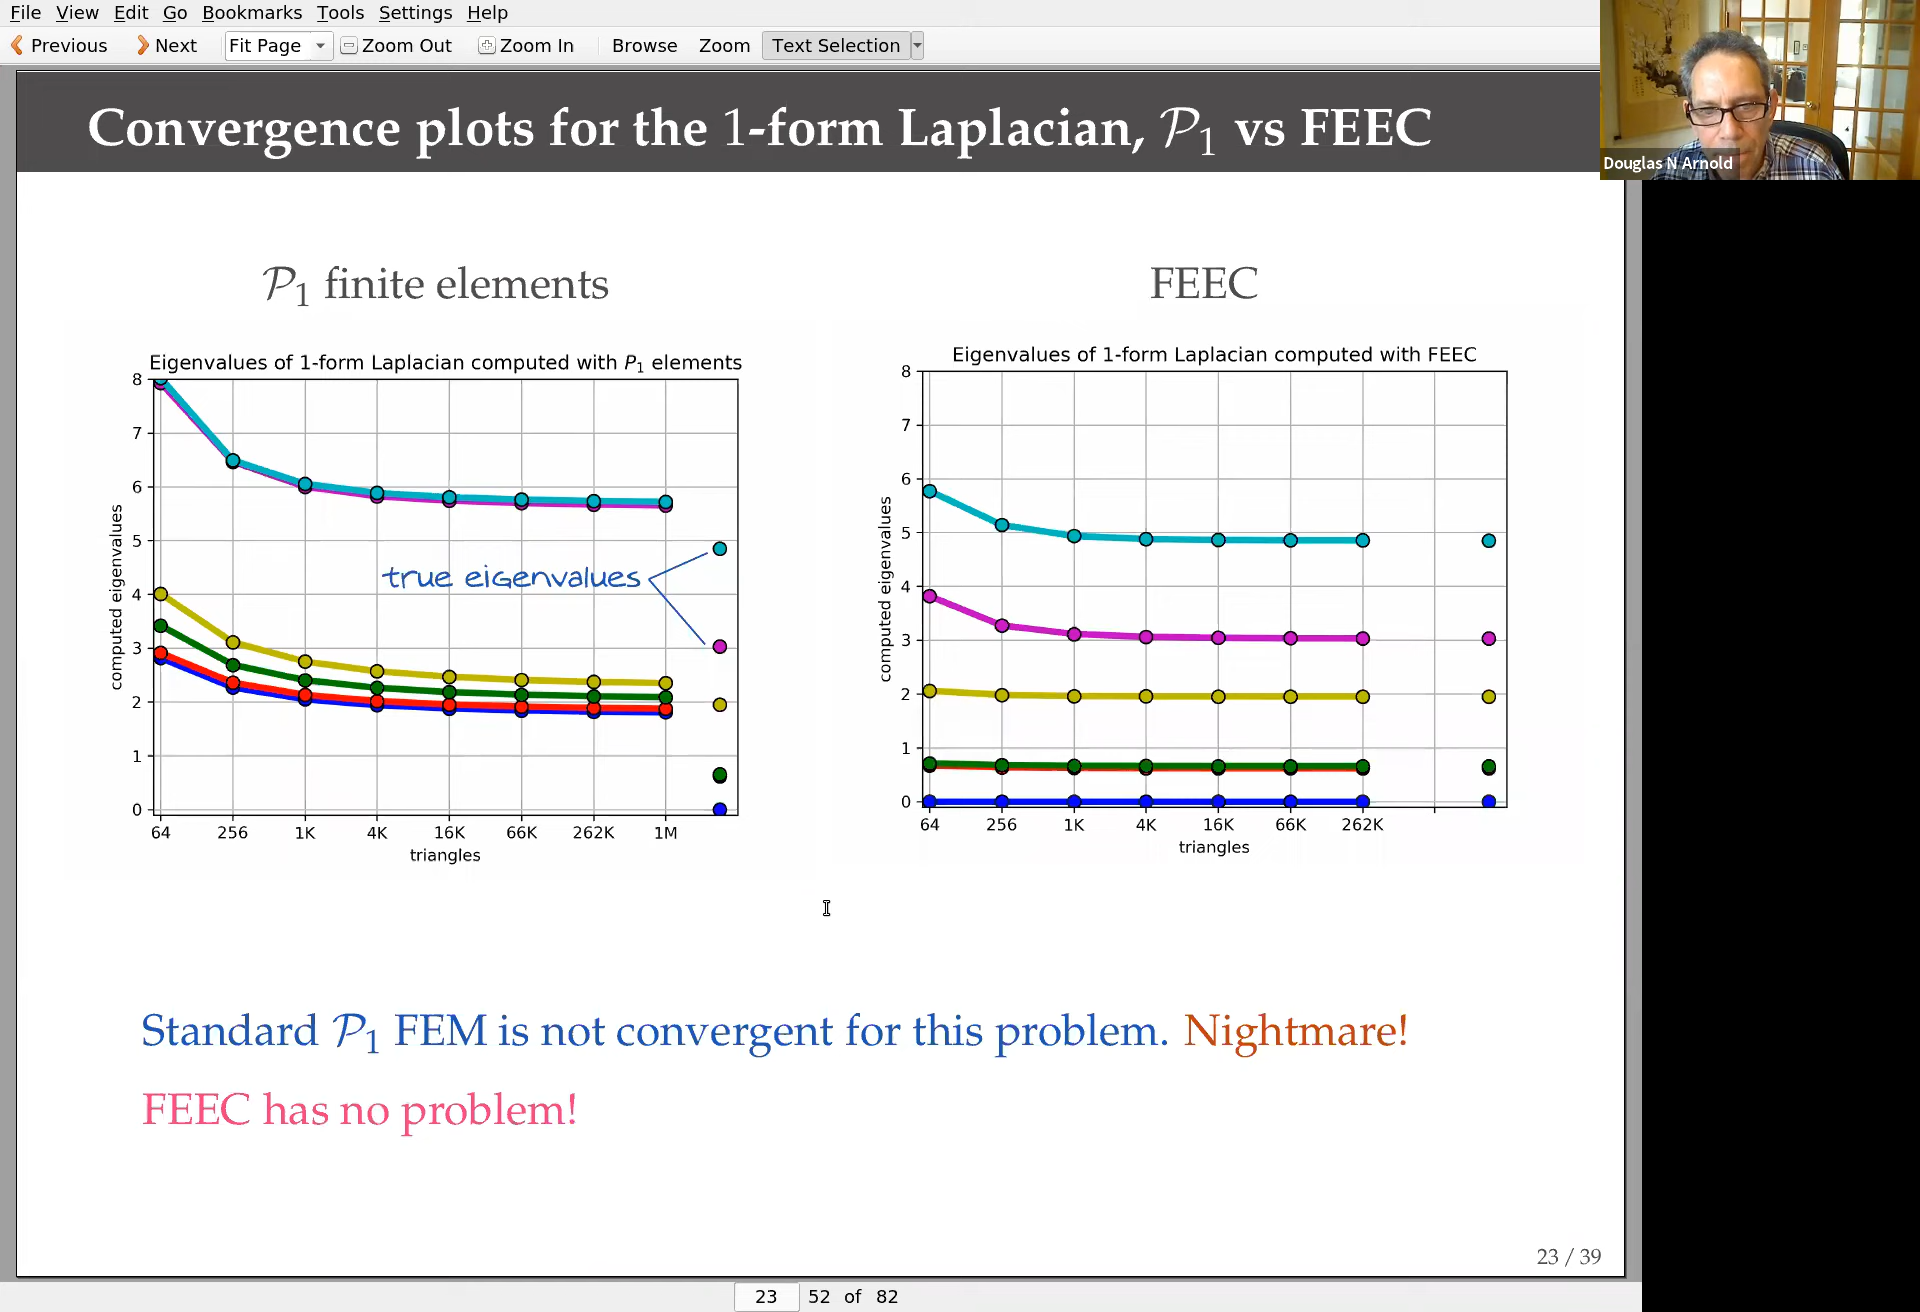 File View Edit Go Bookmarks Tools Settings Help
Previous Next Fit Page Zoom Out Zoom In Browse Zoom Text Selection
Douglas N Arnold
Convergence plots for the 1-form Laplacian, 𝒫₁ vs FEEC
𝒫₁ finite elements
Eigenvalues of 1-form Laplacian computed with P₁ elements
computed eigenvalues
8
7
6
5
4
3
2
1
0
true eigenvalues
64 256 1K 4K 16K 66K 262K 1M
triangles
FEEC
Eigenvalues of 1-form Laplacian computed with FEEC
computed eigenvalues
8
7
6
5
4
3
2
1
0
64 256 1K 4K 16K 66K 262K
triangles
Standard 𝒫₁ FEM is not convergent for this problem. Nightmare!
FEEC has no problem!
23 / 39
23 52 of 82